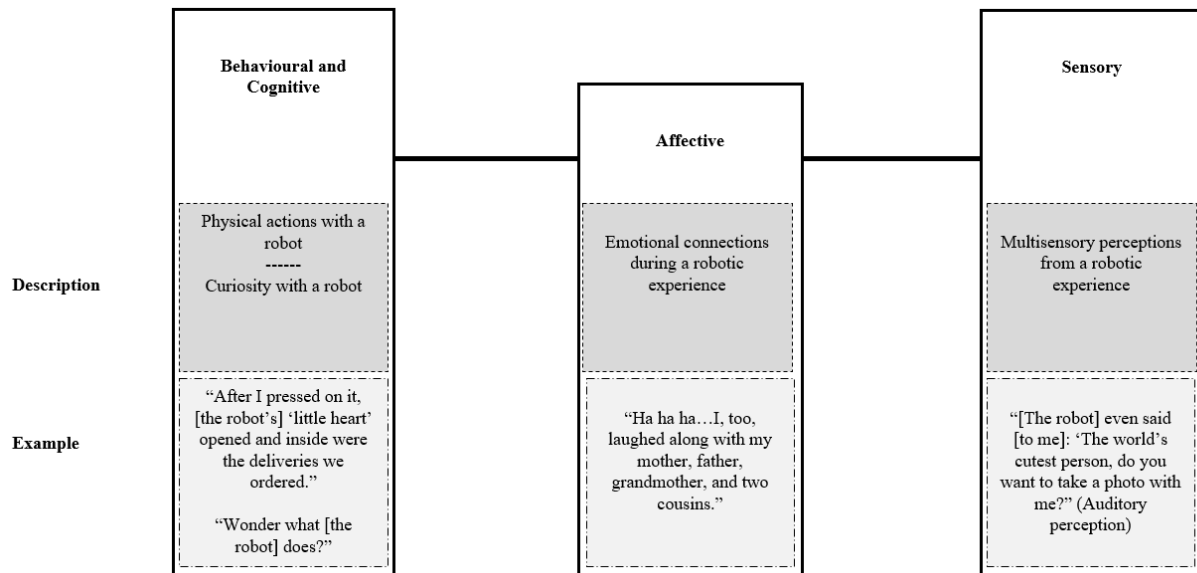 Behavioural and
Cognitive
Affective
Sensory
Description
Physical actions with a
robot
------
Curiosity with a robot
Emotional connections
during a robotic
experience
Multisensory perceptions
from a robotic
experience
Example
“After I pressed on it,
[the robot’s] ‘little heart’
opened and inside were
the deliveries we
ordered.”
“Wonder what [the
robot] does?”
“Ha ha ha…I, too,
laughed along with my
mother, father,
grandmother, and two
cousins.”
“[The robot] even said
[to me]: ‘The world’s
cutest person, do you
want to take a photo with
me?” (Auditory
perception)